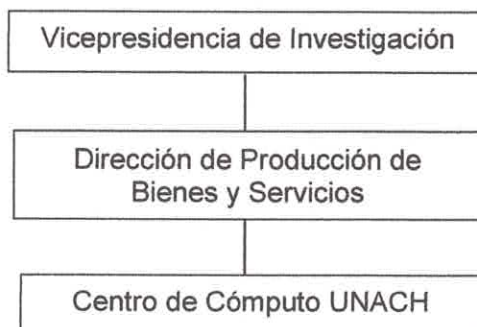 Vicepresidencia de Investigación
Dirección de Producción de
Bienes y Servicios
Centro de Cómputo UNACH